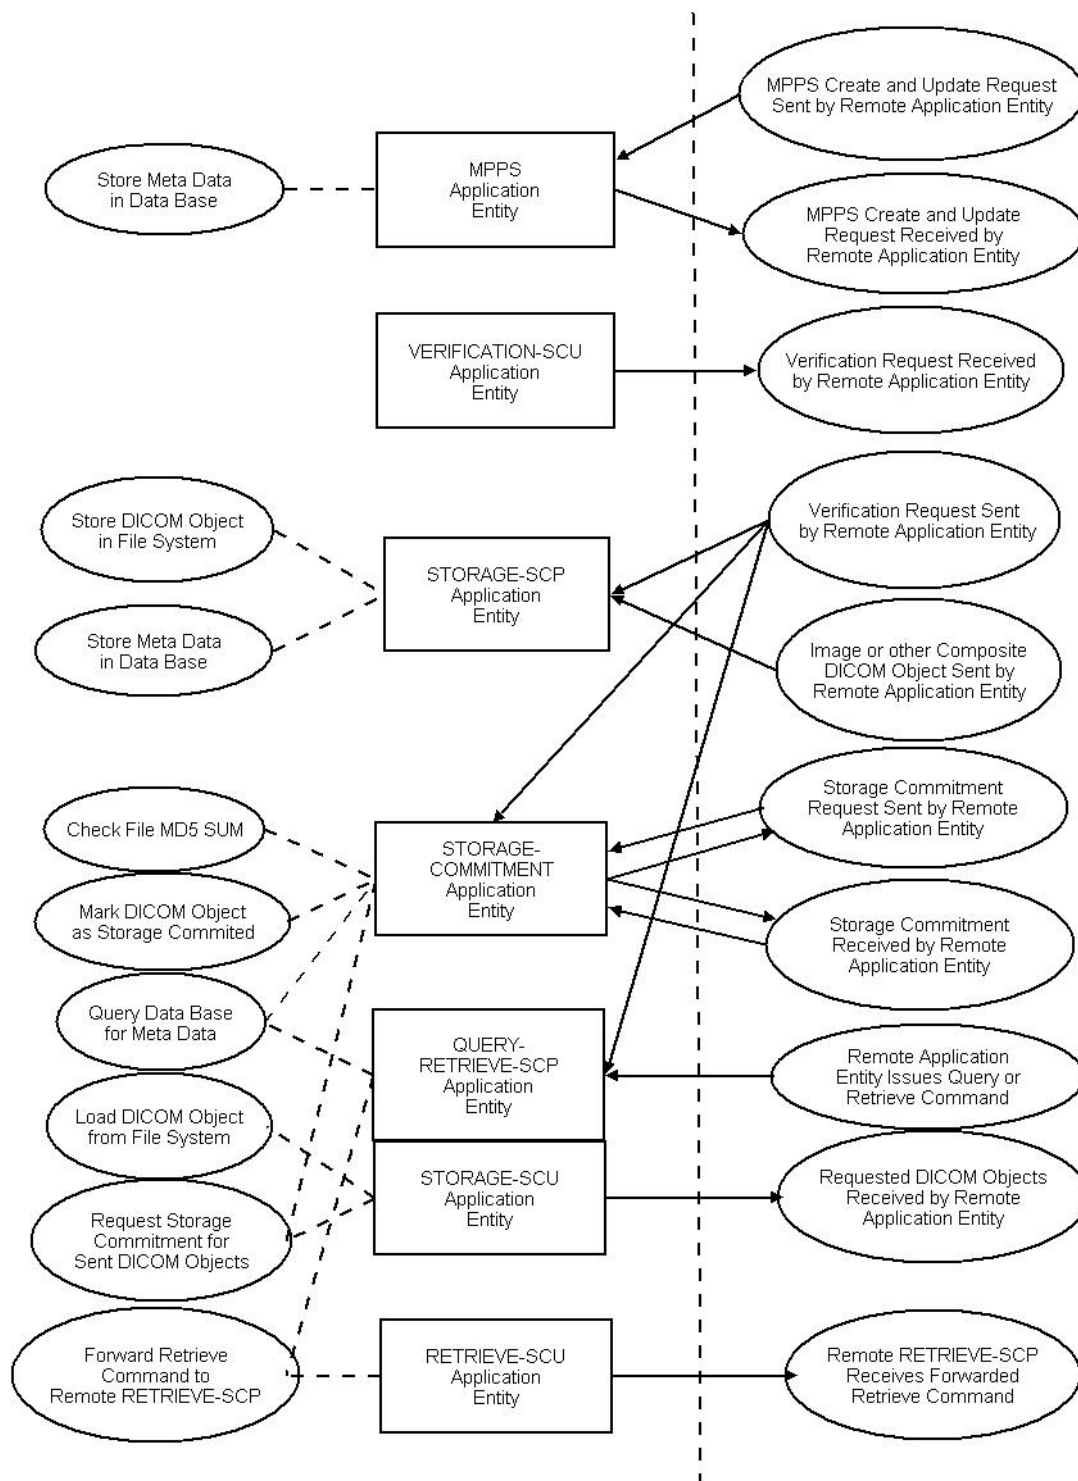 MPPS Create and Update Request
Sent by Remote Application Entity
MPPS
Application
Entity
Store Meta Data
in Data Base
MPPS Create and Update
Request Received by
Remote Application Entity
VERIFICATION-SCU
Application
Entity
Verification Request Received
by Remote Application Entity
Store DICOM Object
in File System
Verification Request Sent
by Remote Application Entity
STORAGE-SCP
Application
Entity
Store Meta Data
in Data Base
Image or other Composite
DICOM Object Sent by
Remote Application Entity
Storage Commitment
Request Sent by Remote
Application Entity
Check File MD5 SUM
STORAGE-
COMMITMENT
Application
Entity
Mark DICOM Object
as Storage Commited
Storage Commitment
Received by Remote
Application Entity
Query Data Base
for Meta Data
QUERY-
RETRIEVE-SCP
Application
Entity
Remote Application
Entity Issues Query or
Retrieve Command
Load DICOM Object
from File System
STORAGE-SCU
Application
Entity
Requested DICOM Objects
Received by Remote
Application Entity
Request Storage
Commitment for
Sent DICOM Objects
Forward Retrieve
Command to
Remote RETRIEVE-SCP
RETRIEVE-SCU
Application
Entity
Remote RETRIEVE-SCP
Receives Forwarded
Retrieve Command